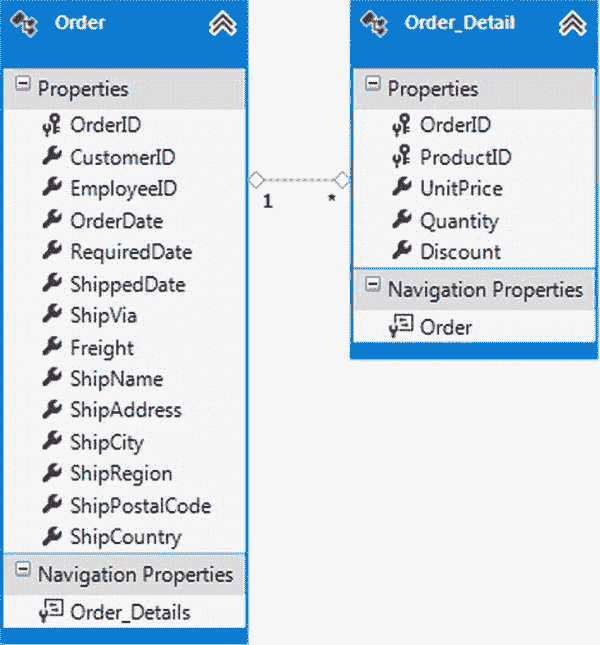 Order
Properties
OrderID
CustomerID
EmployeeID
OrderDate
RequiredDate
ShippedDate
ShipVia
Freight
ShipName
ShipAddress
ShipCity
ShipRegion
ShipPostalCode
ShipCountry
Navigation Properties
Order_Details
1
*
Order_Detail
Properties
OrderID
ProductID
UnitPrice
Quantity
Discount
Navigation Properties
Order